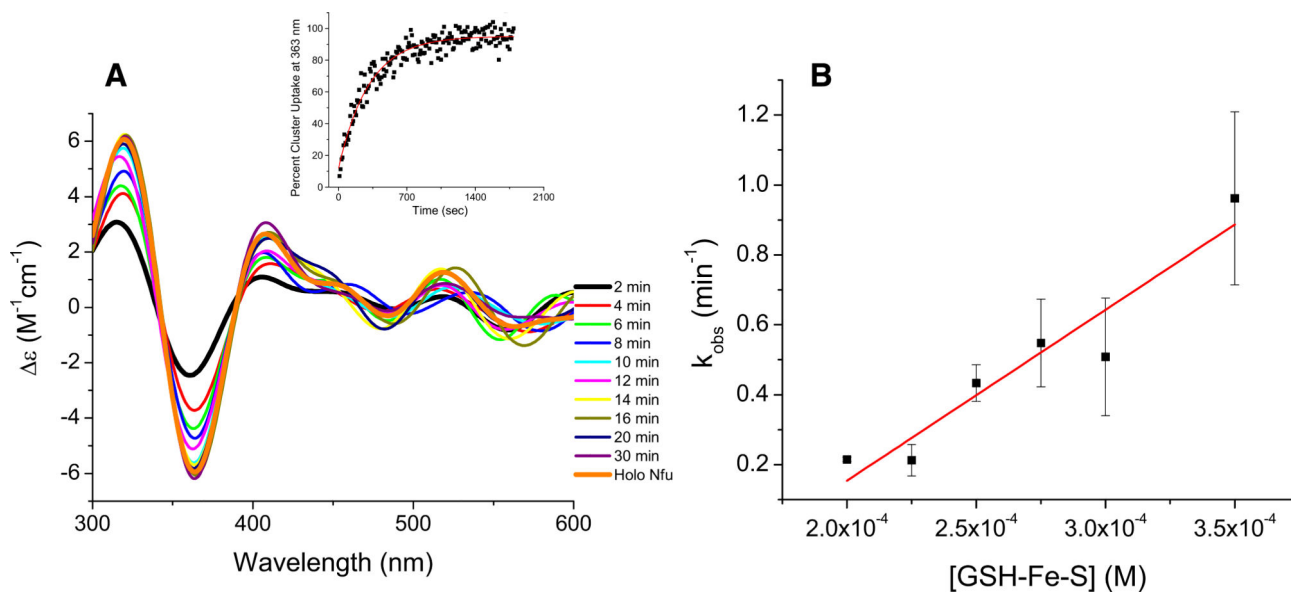 A
Percent Cluster Uptake at 363 nm
100
80
60
40
20
0
0 700 1400 2100
Time (sec)
Δε (M⁻¹cm⁻¹)
6
4
2
0
-2
-4
-6
300 400 500 600
Wavelength (nm)
2 min
4 min
6 min
8 min
10 min
12 min
14 min
16 min
20 min
30 min
Holo Nfu
B
k_obs (min⁻¹)
1.2
1.0
0.8
0.6
0.4
0.2
2.0x10⁻⁴ 2.5x10⁻⁴ 3.0x10⁻⁴ 3.5x10⁻⁴
[GSH-Fe-S] (M)